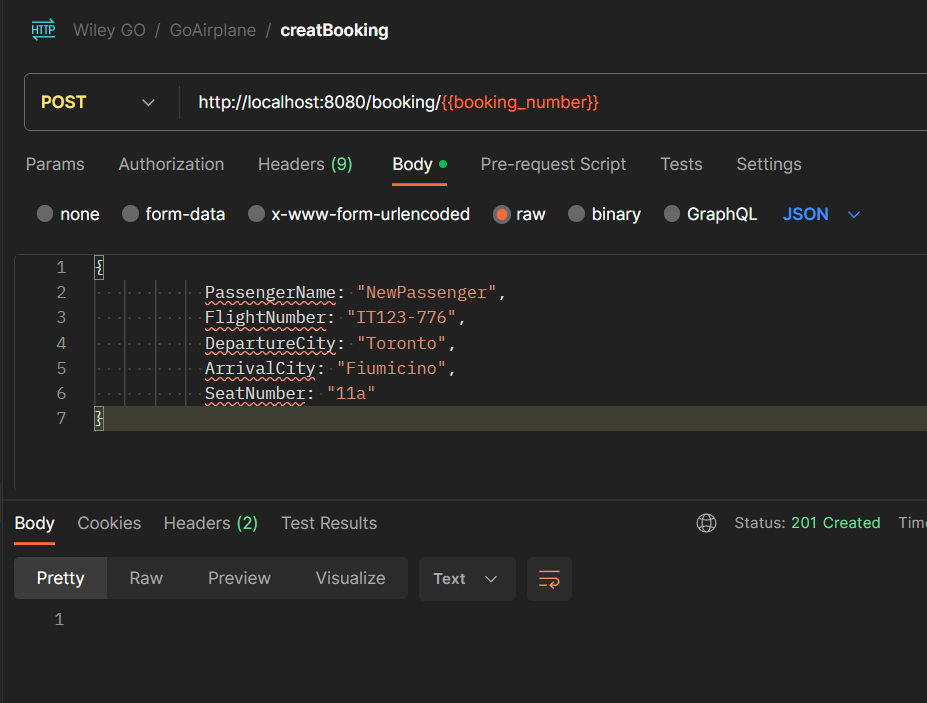 HTTP Wiley GO / GoAirplane / creatBooking
POST http://localhost:8080/booking/{{booking_number}}
Params Authorization Headers (9) Body Pre-request Script Tests Settings
none form-data x-www-form-urlencoded raw binary GraphQL JSON
1 {
2 PassengerName: "NewPassenger",
3 FlightNumber: "IT123-776",
4 DepartureCity: "Toronto",
5 ArrivalCity: "Fiumicino",
6 SeatNumber: "11a"
7 }
Body Cookies Headers (2) Test Results Status: 201 Created
Pretty Raw Preview Visualize Text
1